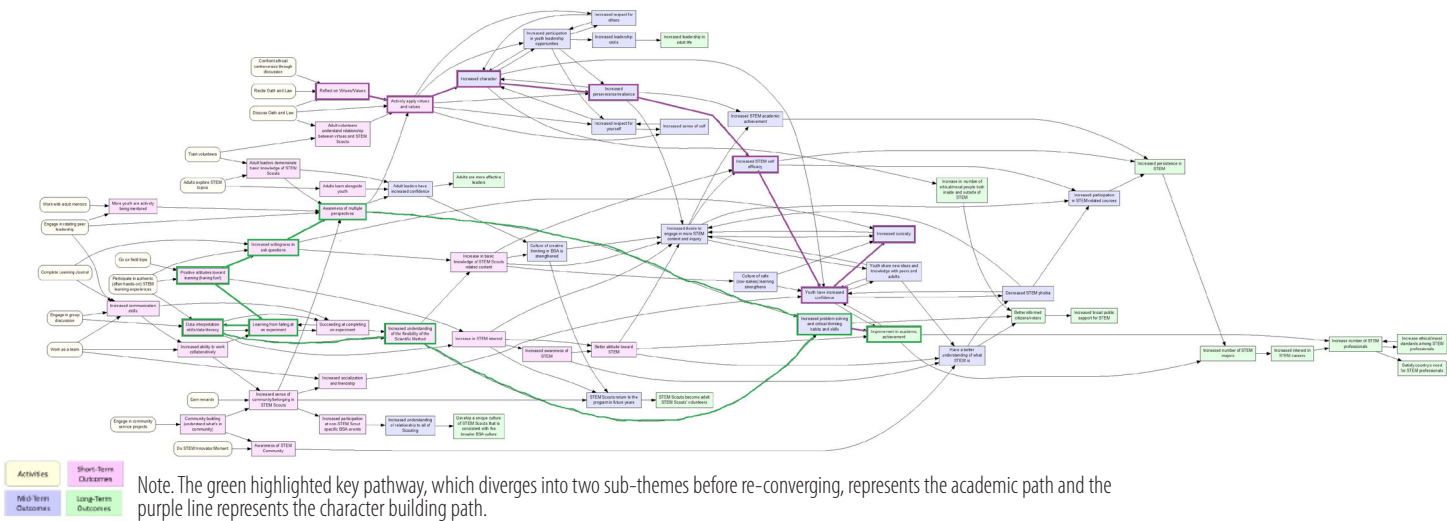 Increased respect for
others
Increased participation
in youth leadership
opportunities
Increased leadership
skills
Increased leadership in
adult life
Confront ethical
controversies through
discussion
Recite Oath and Law
Discuss Oath and Law
Reflect on Virtues/Values
Actively apply virtues
and values
Increased character
Increased
perseverance/resilience
Increased respect for
yourself
Increased sense of self
Increased STEM academic
achievement
Adult volunteers
understand relationship
between virtues and STEM
Scouts
Train volunteers
Adult leaders demonstrate
basic knowledge of STEM
Scouts
Adults explore STEM
topics
Adults learn alongside
youth
Adult leaders have
increased confidence
Adults are more effective
leaders
Increased STEM self
efficacy
Increase in number of
ethical/moral people both
inside and outside of
STEM
Increased persistence in
STEM
Increased participation
in STEM-related courses
Work with adult mentors
More youth are actively
being mentored
Engage in rotating peer
leadership
Awareness of multiple
perspectives
Increased willingness to
ask questions
Go on field trips
Complete Learning Journal
Positive attitudes toward
learning (having fun!)
Participate in authentic
(often hands-on) STEM
learning experiences
Increase in basic
knowledge of STEM Scouts
related content
Culture of creative
thinking in BSA is
strengthened
Increased desire to
engage in more STEM
content and inquiry
Increased curiosity
Culture of safe
(low-stakes) learning
strengthens
Youth share new ideas and
knowledge with peers and
adults
Youth have increased
confidence
Decreased STEM phobia
Increased communication
skills
Engage in group
discussion
Data interpretation
skills/data literacy
Learning from failing at
an experiment
Succeeding at completing
an experiment
Increased understanding
of the flexibility of the
Scientific Method
Increased problem solving
and critical thinking
habits and skills
Improvement in academic
achievement
Better informed
citizens/voters
Increased broad public
support for STEM
Work as a team
Increased ability to work
collaboratively
Increase in STEM interest
Increased awareness of
STEM
Better attitude toward
STEM
Have a better
understanding of what
STEM is
Increased number of STEM
majors
Increased interest in
STEM careers
Increase number of STEM
professionals
Increase ethical/moral
standards among STEM
professionals
Satisfy country's need
for STEM professionals
Increased socialization
and friendship
Earn awards
Increased sense of
community/belonging in
STEM Scouts
STEM Scouts return to the
program in future years
STEM Scouts become adult
STEM Scouts' volunteers
Engage in community
service projects
Community building
(understand what's in
community)
Increased participation
at non-STEM Scout
specific BSA events
Increased understanding
of relationship to all of
Scouting
Develop a unique culture
of STEM Scouts that is
consistent with the
broader BSA culture
Do STEM Innovator Moment
Awareness of STEM
Community
Activities
Short-Term
Outcomes
Mid-Term
Outcomes
Long-Term
Outcomes
Note. The green highlighted key pathway, which diverges into two sub-themes before re-converging, represents the academic path and the
purple line represents the character building path.